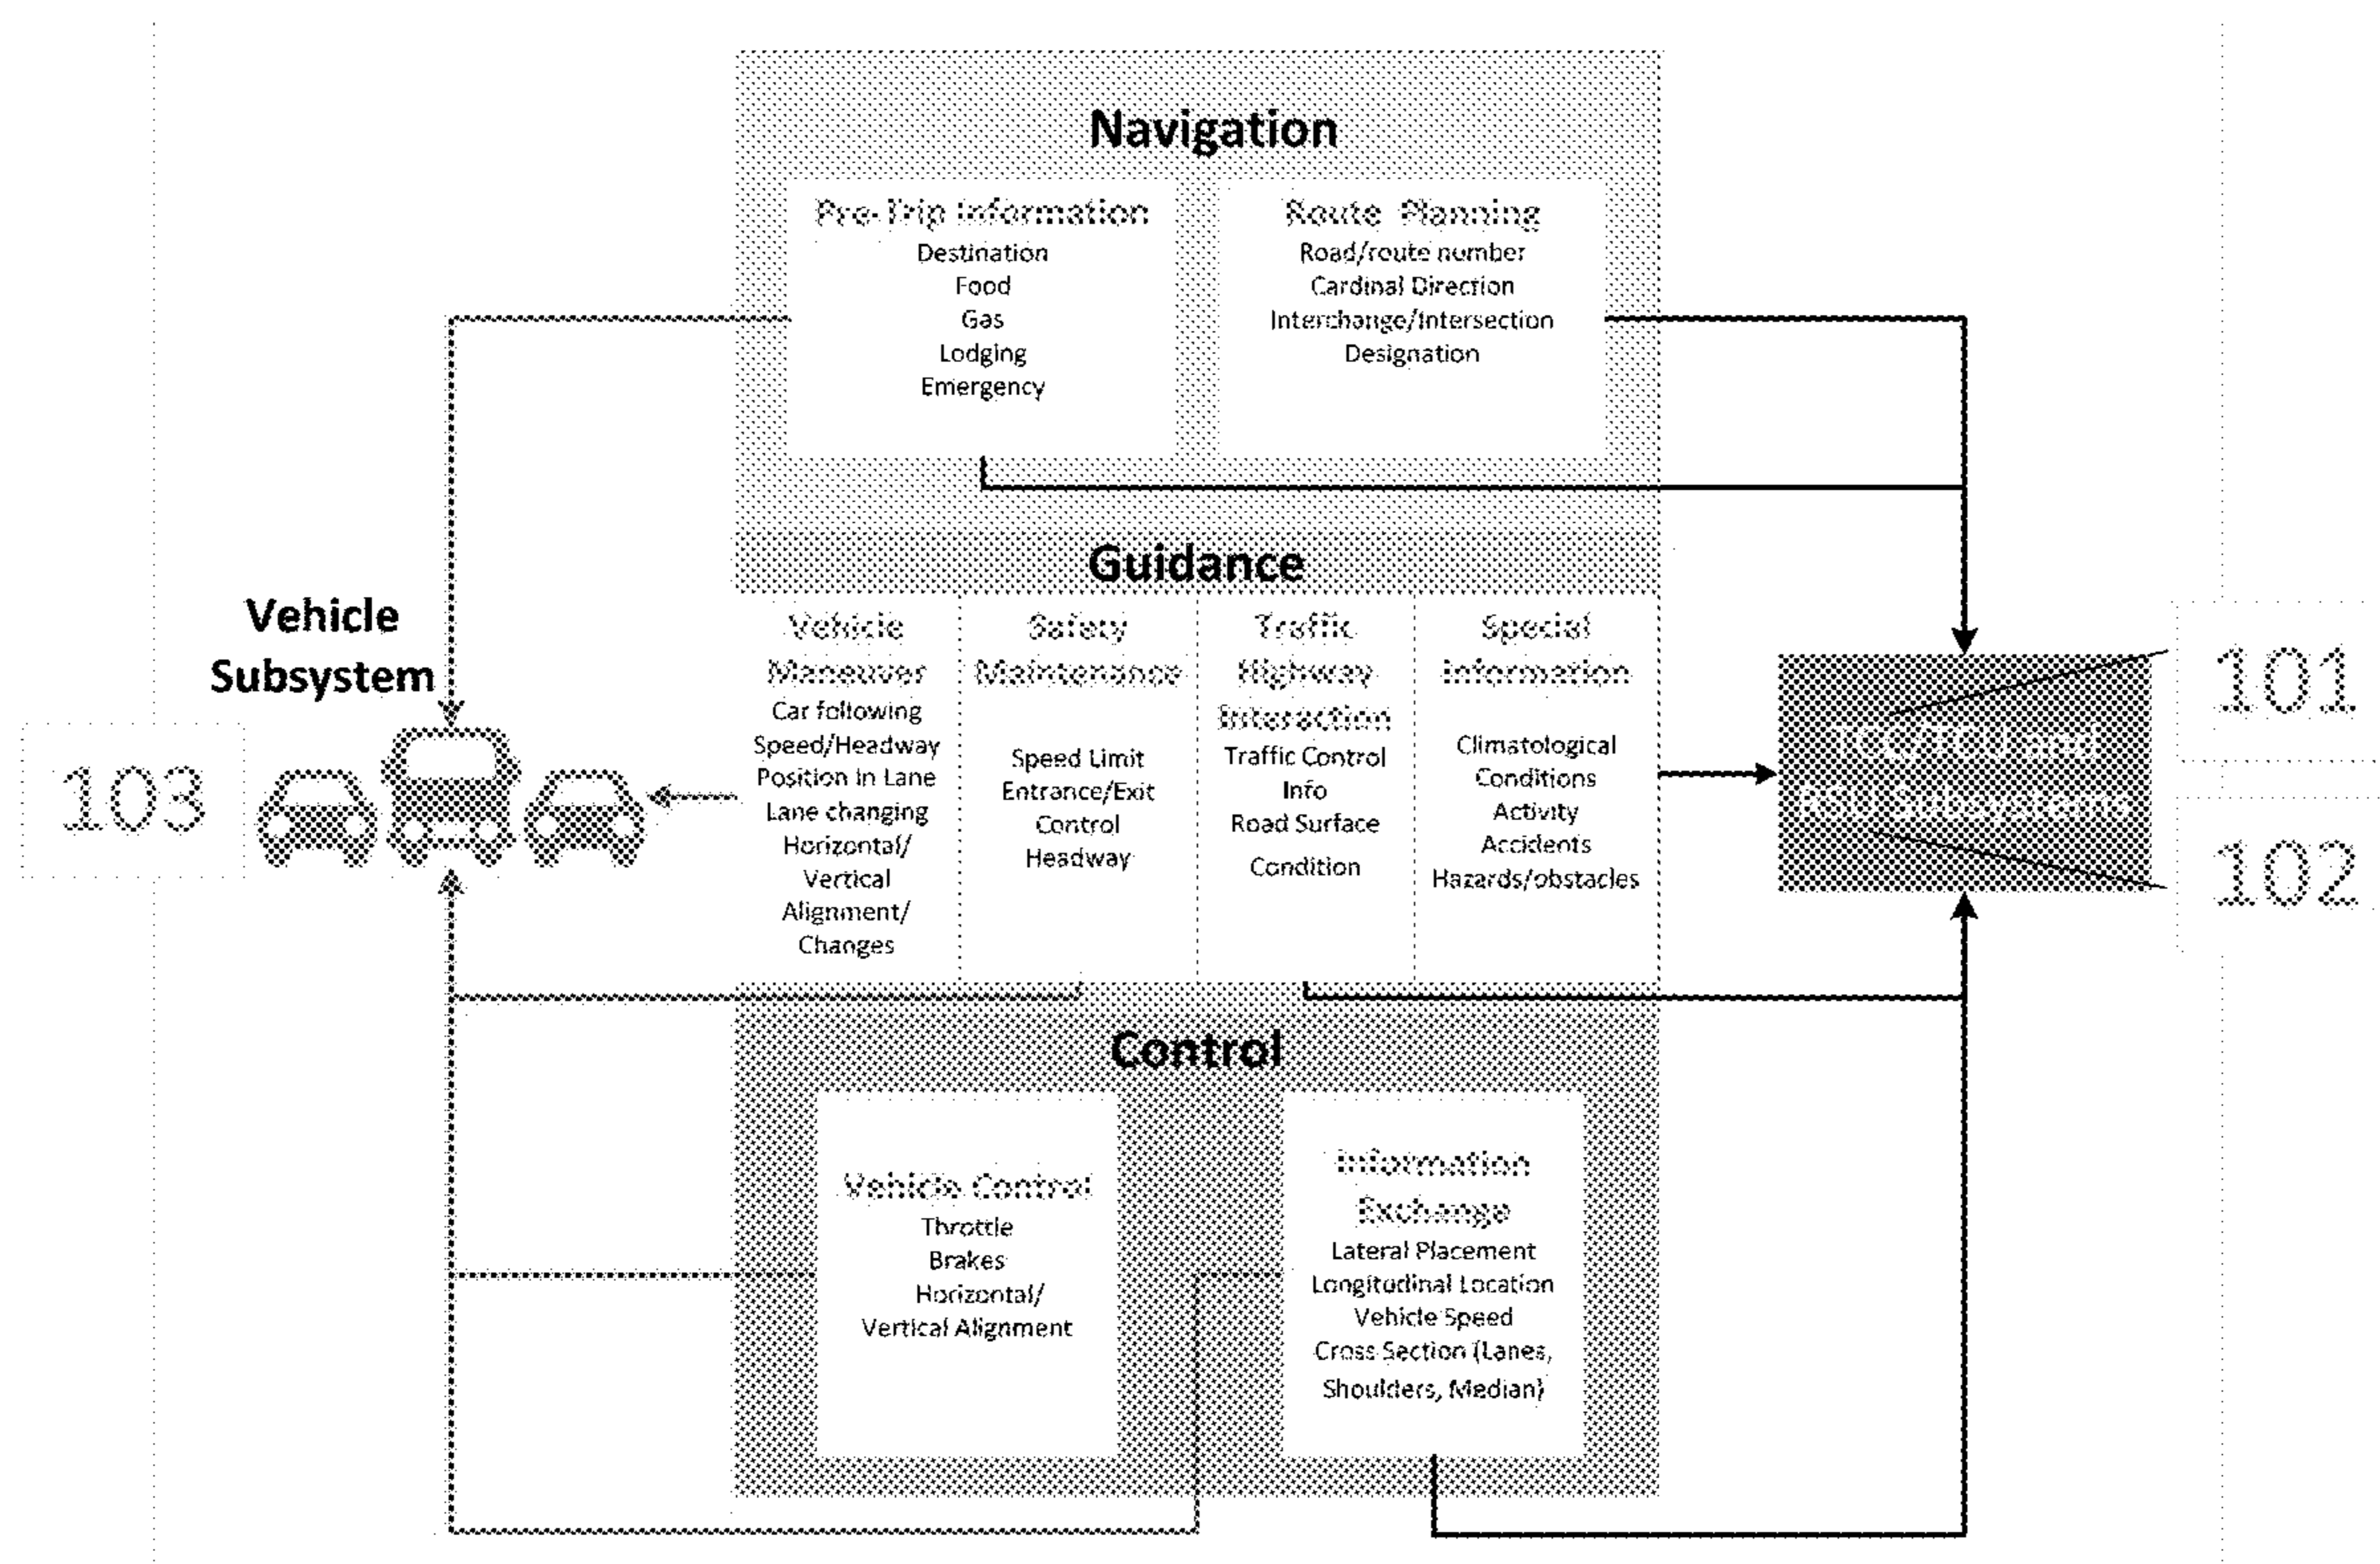 Navigation
Pre-Trip Information
Destination
Food
Gas
Lodging
Emergency
Route Planning
Road/route number
Cardinal Direction
Interchange/Intersection
Designation
Guidance
Vehicle
Subsystem
103
Vehicle
Maneuver
Car following
Speed/Headway
Position in Lane
Lane changing
Horizontal/
Vertical
Alignment/
Changes
Safety
Maintenance
Speed Limit
Entrance/Exit
Control
Headway
Traffic
Highway
Interaction
Traffic Control
Info
Road Surface
Condition
Special
Information
Climatological
Conditions
Activity
Accidents
Hazards/obstacles
and
Subsystems
101
102
Control
Vehicle Control
Throttle
Brakes
Horizontal/
Vertical Alignment
Information
Exchange
Lateral Placement
Longitudinal Location
Vehicle Speed
Cross Section (Lanes,
Shoulders, Median)